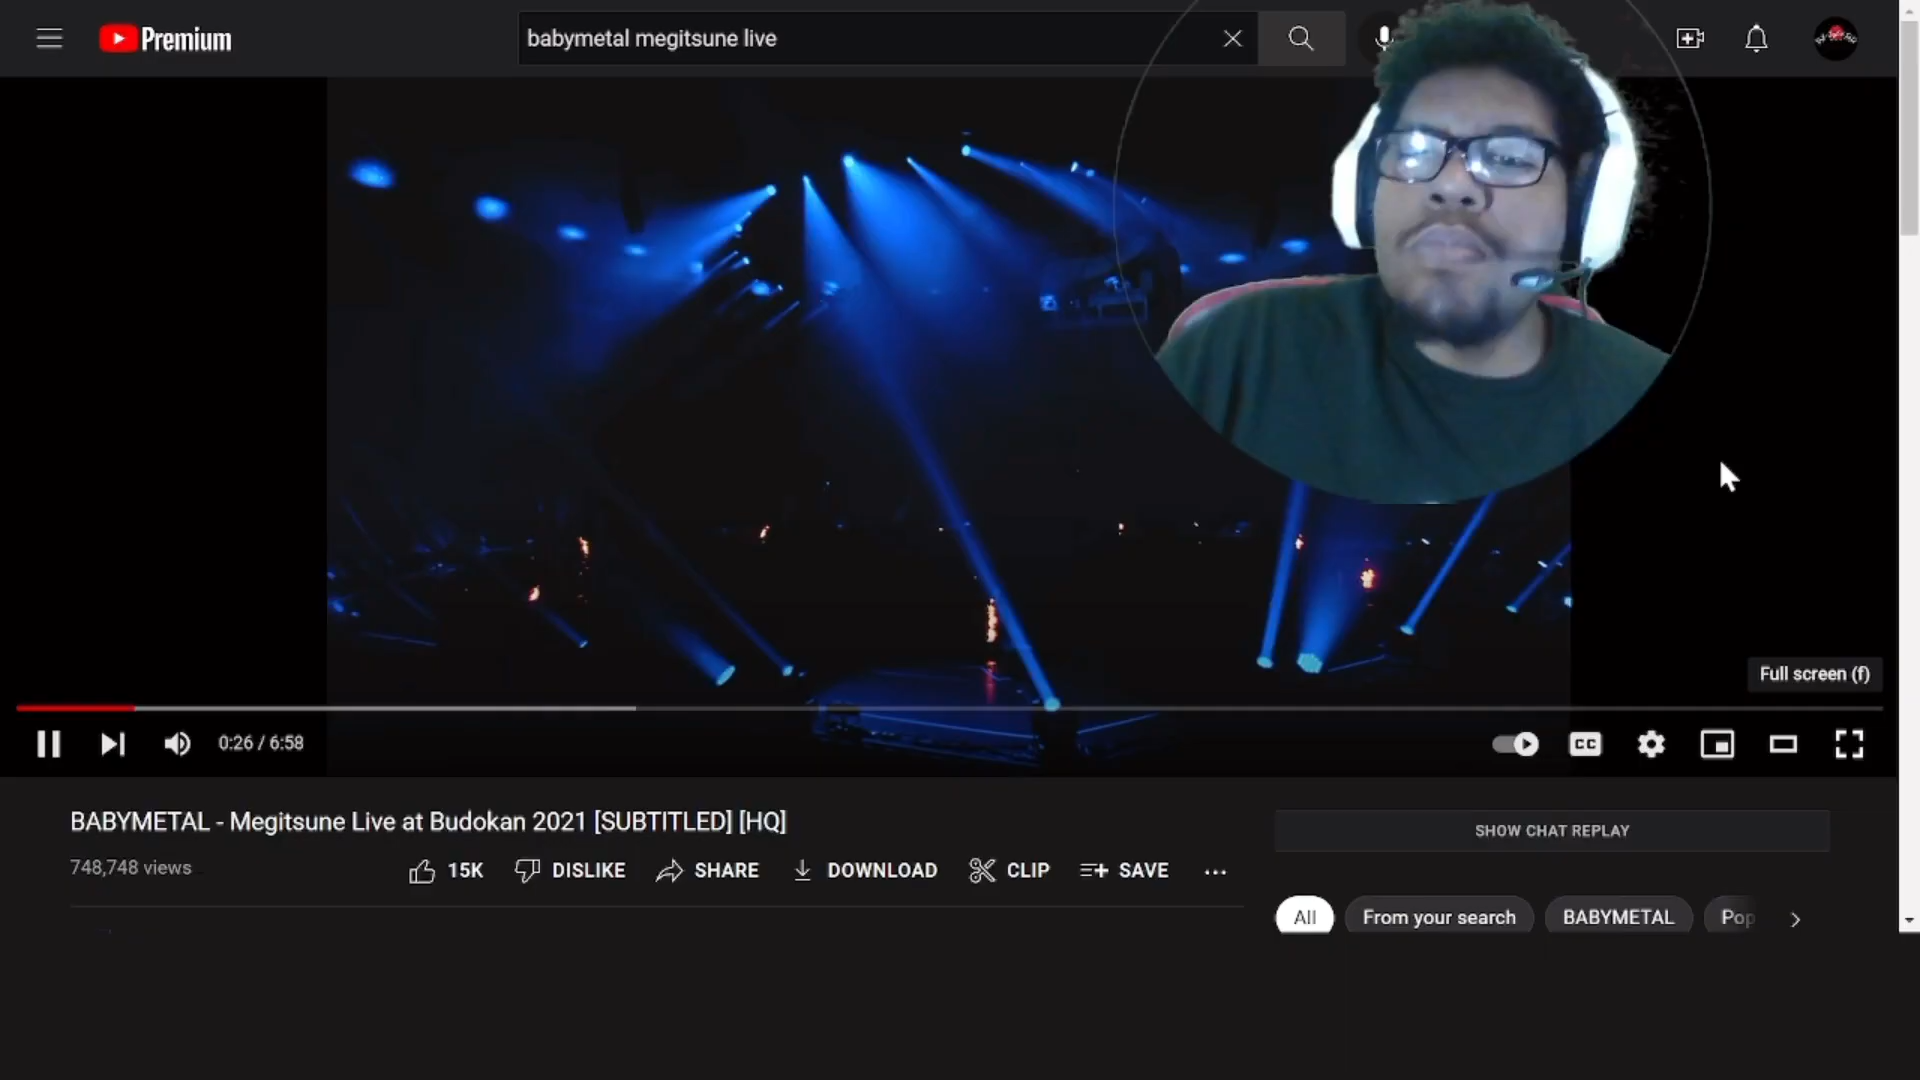 Premium
babymetal megitsune live
Full screen (f)
0:26 / 6:58
CC
BABYMETAL - Megitsune Live at Budokan 2021 [SUBTITLED] [HQ]
748,748 views
15K
DISLIKE
SHARE
DOWNLOAD
CLIP
SAVE
SHOW CHAT REPLAY
All
From your search
BABYMETAL
Pop